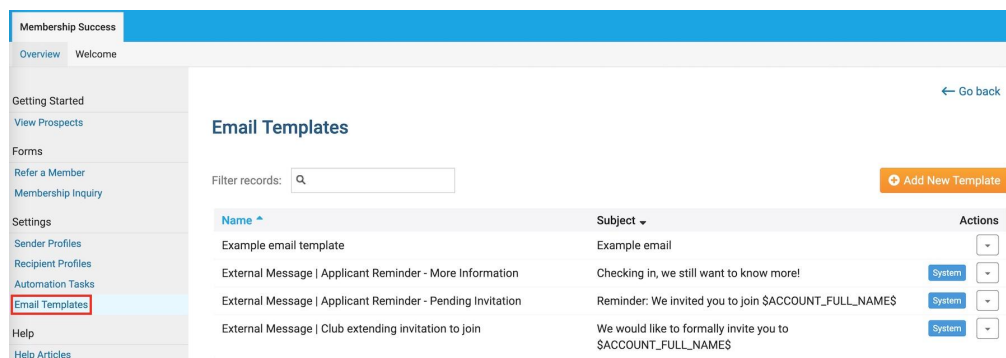 Membership Success
Overview Welcome
← Go back
Getting Started
View Prospects
Forms
Refer a Member
Membership Inquiry
Settings
Sender Profiles
Recipient Profiles
Automation Tasks
Email Templates
Help
Help Articles
Email Templates
Filter records:
Add New Template
Name Subject Actions
Example email template Example email
External Message | Applicant Reminder - More Information Checking in, we still want to know more! System
External Message | Applicant Reminder - Pending Invitation Reminder: We invited you to join $ACCOUNT_FULL_NAME$ System
External Message | Club extending invitation to join We would like to formally invite you to System
$ACCOUNT_FULL_NAME$